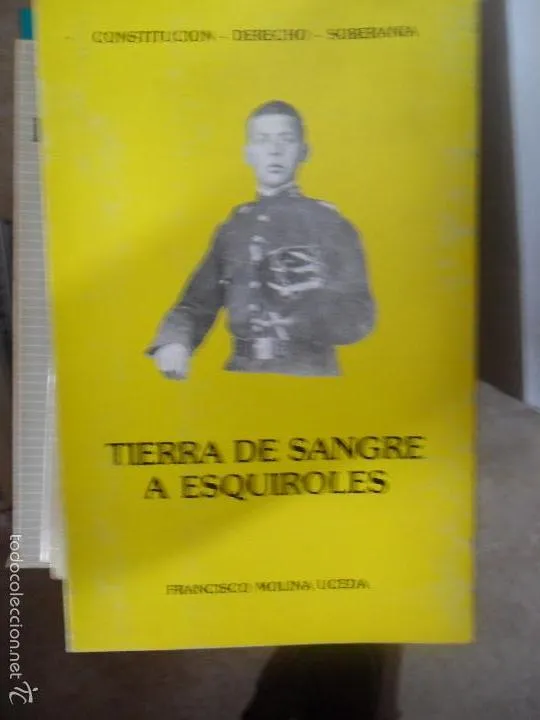 CONSTITUCION - DERECHO - SOBERANIA
TIERRA DE SANGRE
A ESQUIROLES
FRANCISCO MOLINA UCEDA
todocoleccion.net